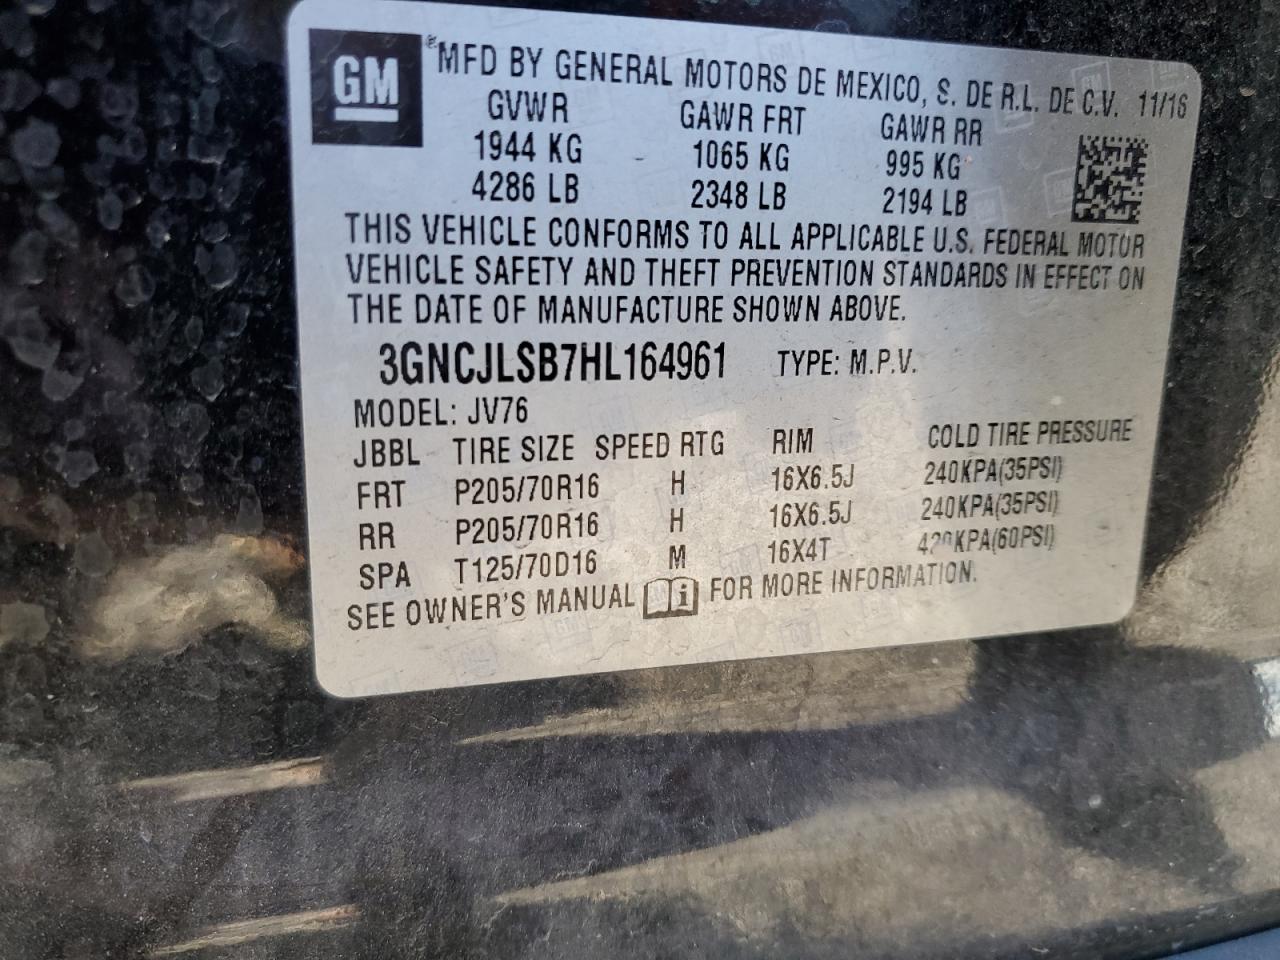 GM
® MFD BY GENERAL MOTORS DE MEXICO, S. DE R.L. DE C.V. 11/16
GVWR GAWR FRT GAWR RR
1944 KG 1065 KG 995 KG
4286 LB 2348 LB 2194 LB
THIS VEHICLE CONFORMS TO ALL APPLICABLE U.S. FEDERAL MOTOR
VEHICLE SAFETY AND THEFT PREVENTION STANDARDS IN EFFECT ON
THE DATE OF MANUFACTURE SHOWN ABOVE.
3GNCJLSB7HL164961 TYPE: M.P.V.
MODEL: JV76
JBBL TIRE SIZE SPEED RTG RIM COLD TIRE PRESSURE
FRT P205/70R16 H 16X6.5J 240KPA(35PSI)
RR P205/70R16 H 16X6.5J 240KPA(35PSI)
SPA T125/70D16 M 16X4T 420KPA(60PSI)
SEE OWNER'S MANUAL i FOR MORE INFORMATION.